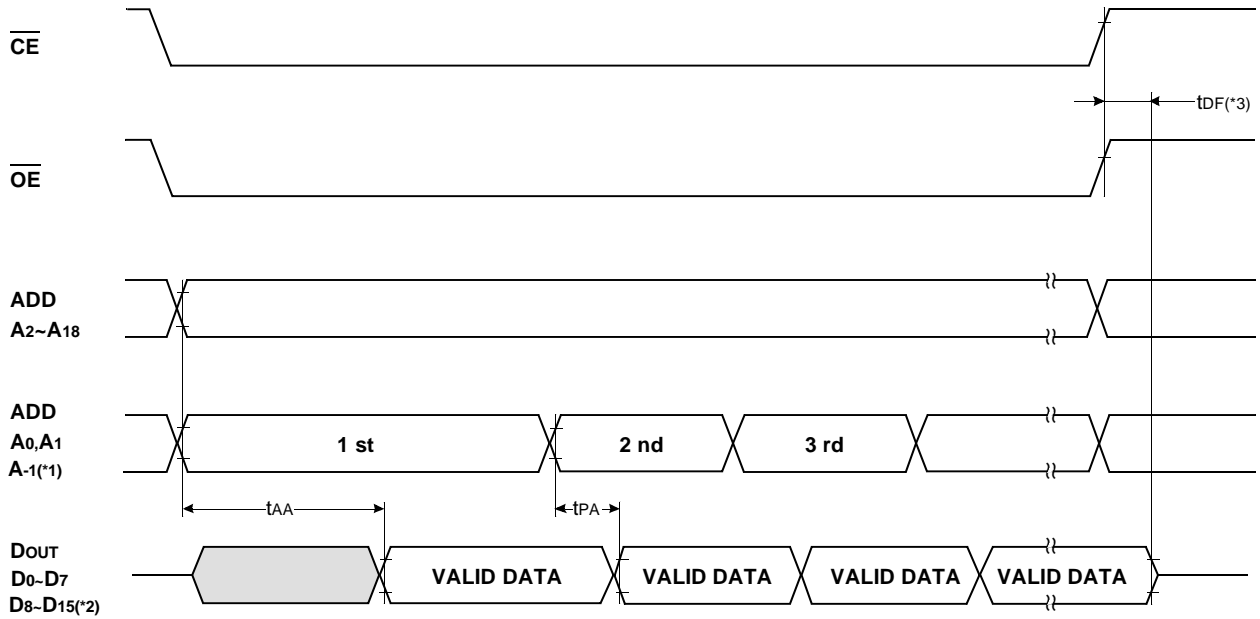 CE
tDF(*3)
OE
ADD
A2~A18
ADD
A0,A1
A-1(*1)
1 st
2 nd
3 rd
tAA
tPA
DOUT
D0~D7
D8~D15(*2)
VALID DATA
VALID DATA
VALID DATA
VALID DATA